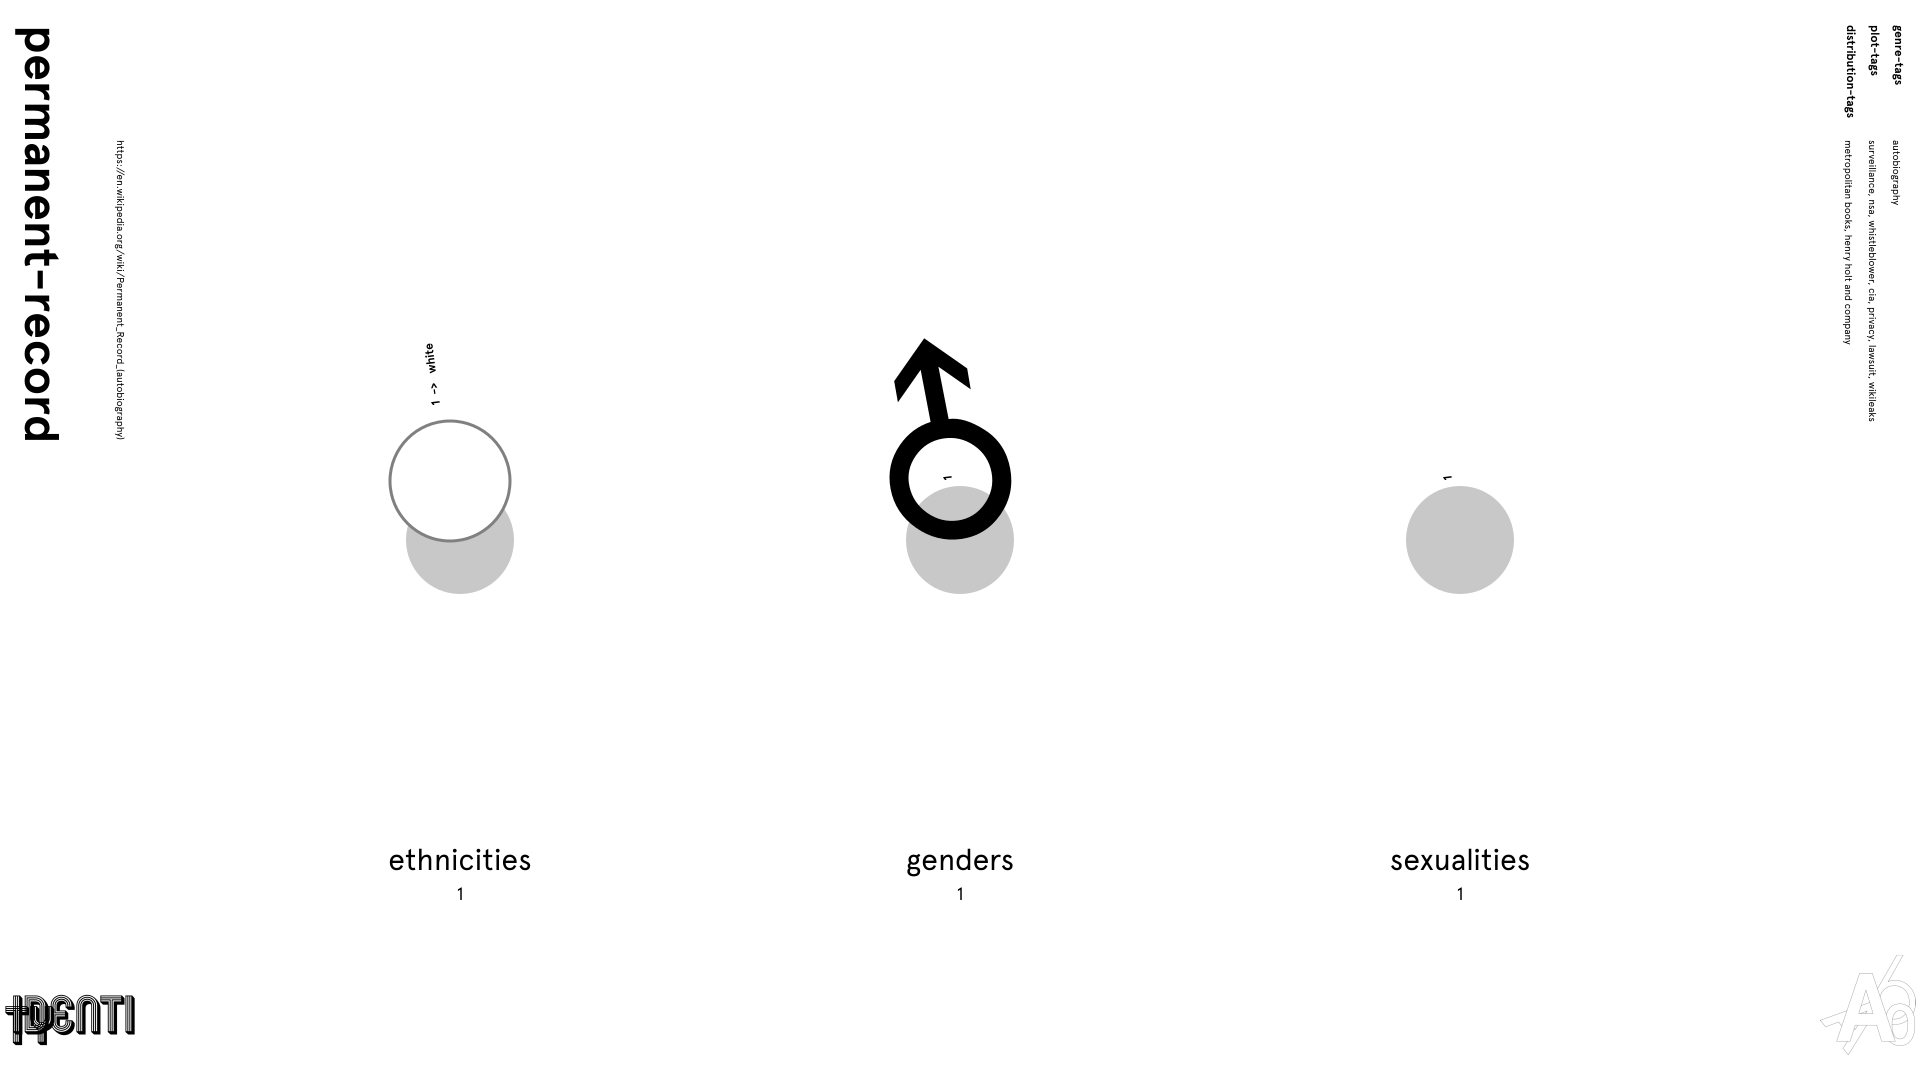 permanent-record
https://en.wikipedia.org/wiki/Permanent_Record_(autobiography)
genre-tags
autobiography
plot-tags
surveillance, nsa, whistleblower, cia, privacy, lawsuit, wikileaks
distribution-tags
metropolitan books, henry holt and company
1 --> white
1
1
ethnicities
1
genders
1
sexualities
1
IDENTI